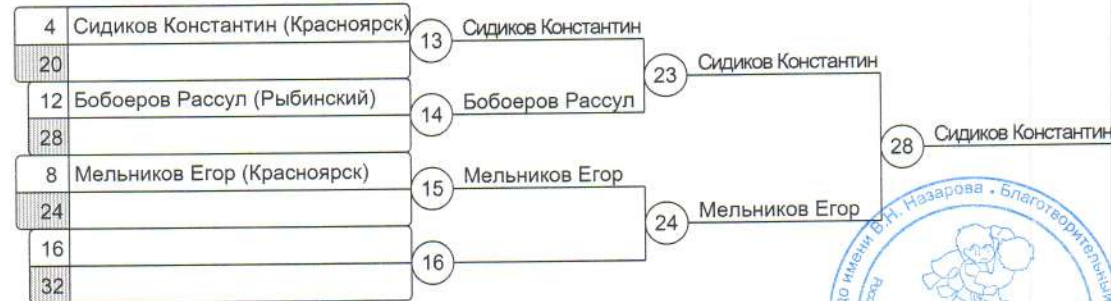 4 Сидиков Константин (Красноярск)
13 Сидиков Константин
20
23 Сидиков Константин
12 Бобоеров Рассул (Рыбинский)
14 Бобоеров Рассул
28
28 Сидиков Константин
8 Мельников Егор (Красноярск)
15 Мельников Егор
24
24 Мельников Егор
16
16
32
имени В.Н. Назарова • Благотворительный